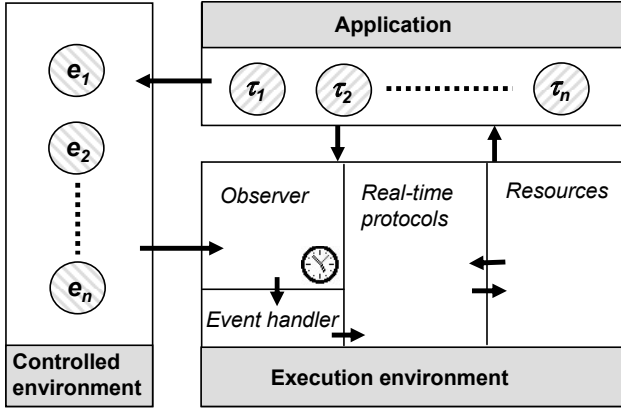 Application
e1
τ1 τ2 τn
e2
Observer
Real-time
protocols
Resources
en
Event handler
Controlled
environment
Execution environment